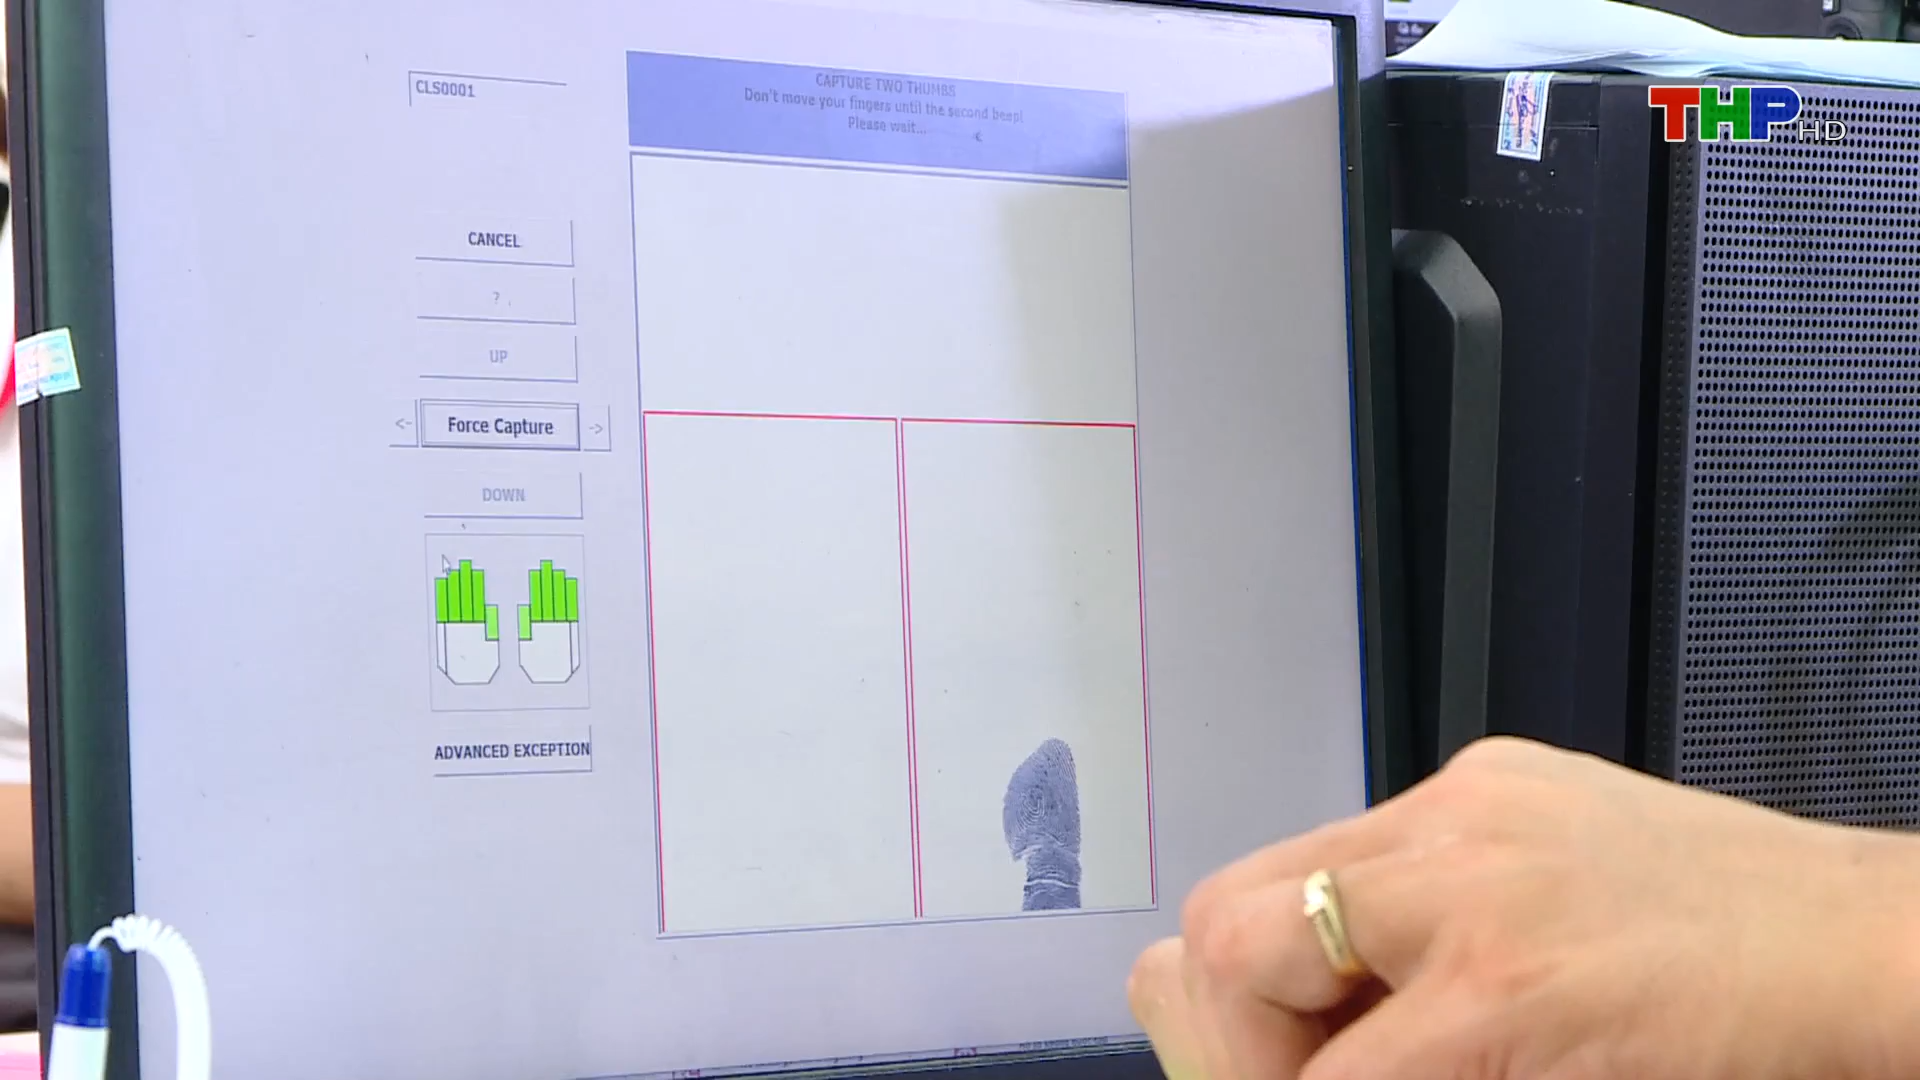 THP HD
CLS0001
CAPTURE TWO THUMBS
Don't move your fingers until the second beep!
Please wait...
CANCEL
?
UP
<- Force Capture ->
DOWN
ADVANCED EXCEPTION